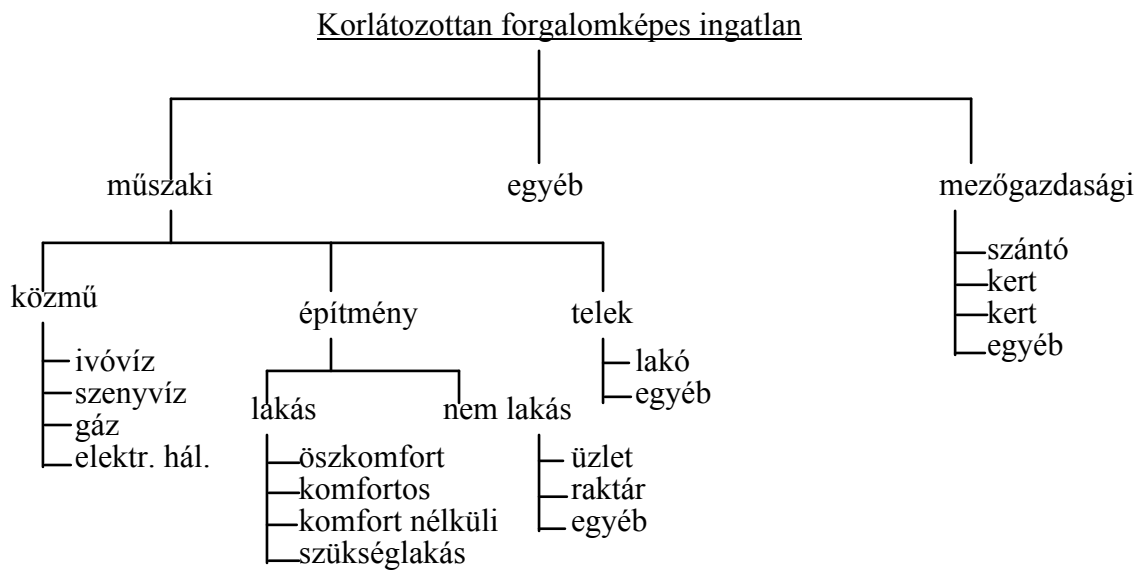 Korlátozottan forgalomképes ingatlan
műszaki
egyéb
mezőgazdasági
közmű
ivóvíz
szenyvíz
gáz
elektr. hál.
építmény
lakás
öszkomfort
komfortos
komfort nélküli
szükséglakás
nem lakás
üzlet
raktár
egyéb
telek
lakó
egyéb
szántó
kert
kert
egyéb